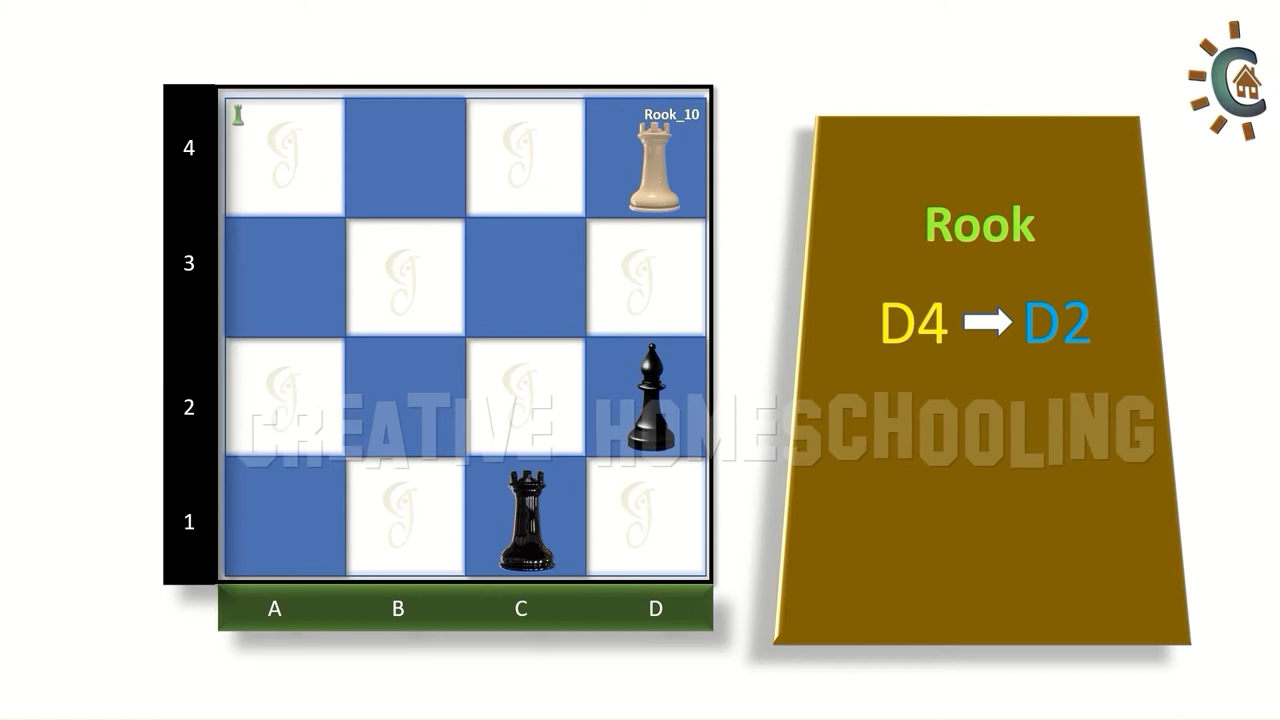 Rook_10
4
3
2
1
A B C D
Rook
D4 D2
CREATIVE HOMESCHOOLING
C